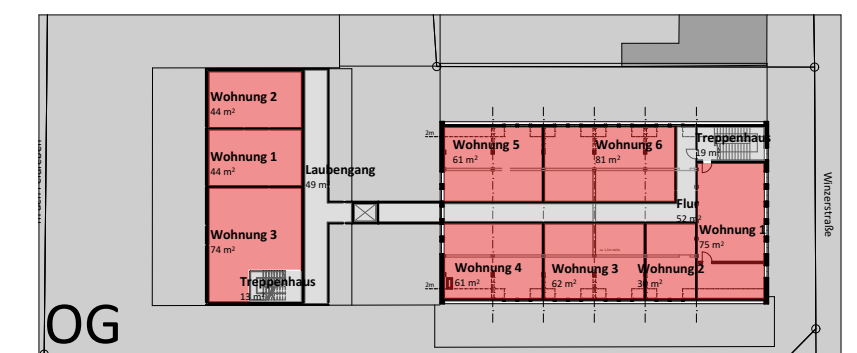 Wohnung 2
44 m²
Wohnung 1
44 m²
Laubengang
49 m²
Wohnung 3
74 m²
Treppenhaus
13 m²
2m
Wohnung 5
61 m²
Wohnung 6
81 m²
Treppenhaus
19 m²
Flur
52 m²
Wohnung 1
75 m²
Wohnung 4
61 m²
Wohnung 3
62 m²
Wohnung 2
2m
Winzerstraße
OG